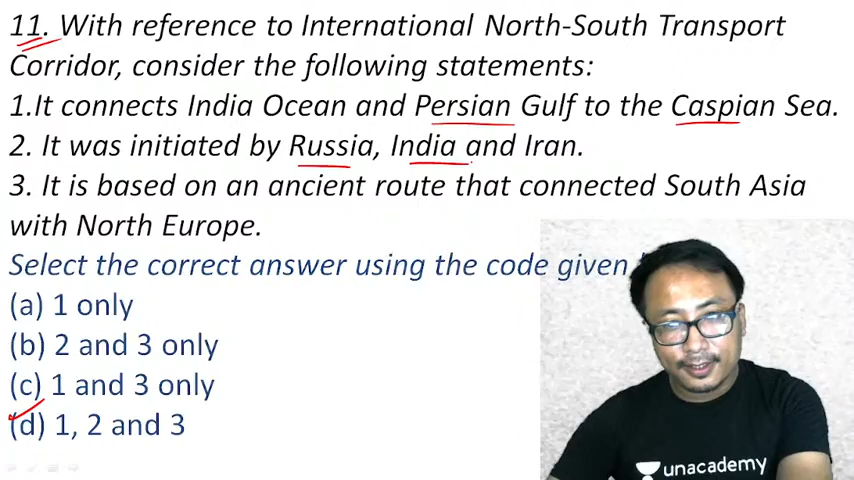 11. With reference to International North-South Transport
Corridor, consider the following statements:
1.It connects India Ocean and Persian Gulf to the Caspian Sea.
2. It was initiated by Russia, India and Iran.
3. It is based on an ancient route that connected South Asia
with North Europe.
Select the correct answer using the code given
(a) 1 only
(b) 2 and 3 only
(c) 1 and 3 only
(d) 1, 2 and 3
unacademy